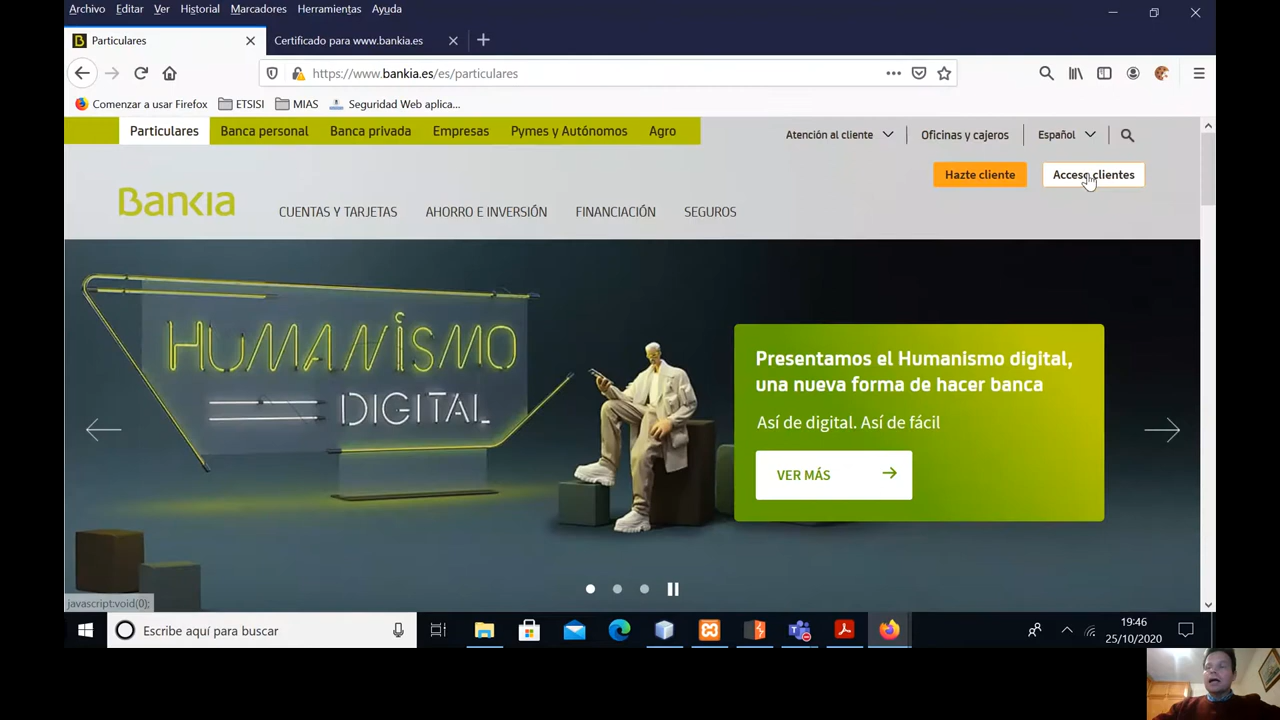 Archivo Editar Ver Historial Marcadores Herramientas Ayuda
Particulares
Certificado para www.bankia.es
https://www.bankia.es/es/particulares
Comenzar a usar Firefox ETSISI MIAS Seguridad Web aplica...
Particulares Banca personal Banca privada Empresas Pymes y Autónomos Agro
Atención al cliente Oficinas y cajeros Español
Hazte cliente Acceso clientes
Bankia CUENTAS Y TARJETAS AHORRO E INVERSIÓN FINANCIACIÓN SEGUROS
HUMANISMO
DIGITAL
Presentamos el Humanismo digital,
una nueva forma de hacer banca
Así de digital. Así de fácil
VER MÁS
javascript:void(0);
Escribe aquí para buscar
19:46
25/10/2020